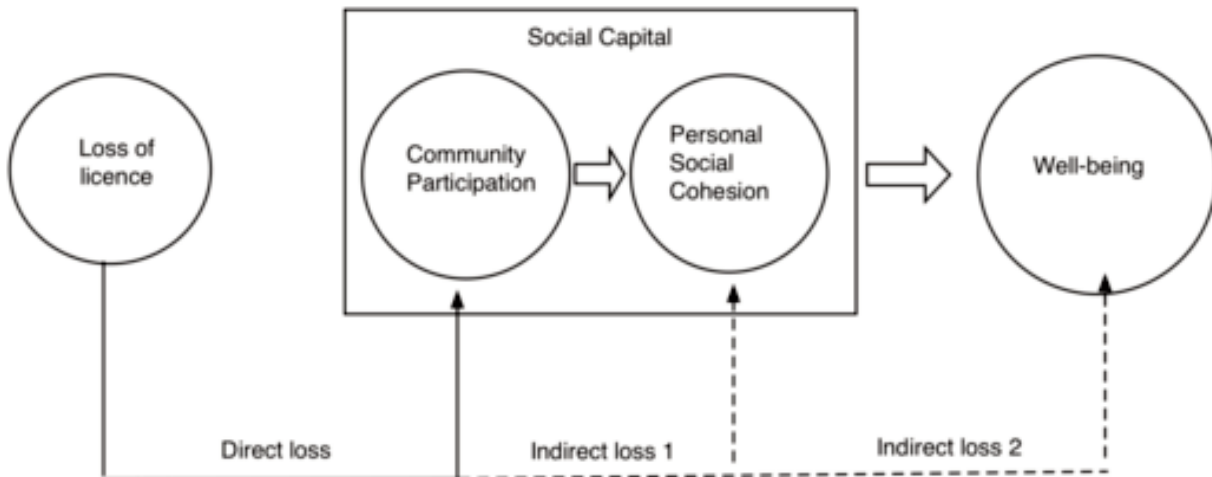 Social Capital
Loss of
licence
Community
Participation
Personal
Social
Cohesion
Well-being
Direct loss
Indirect loss 1
Indirect loss 2